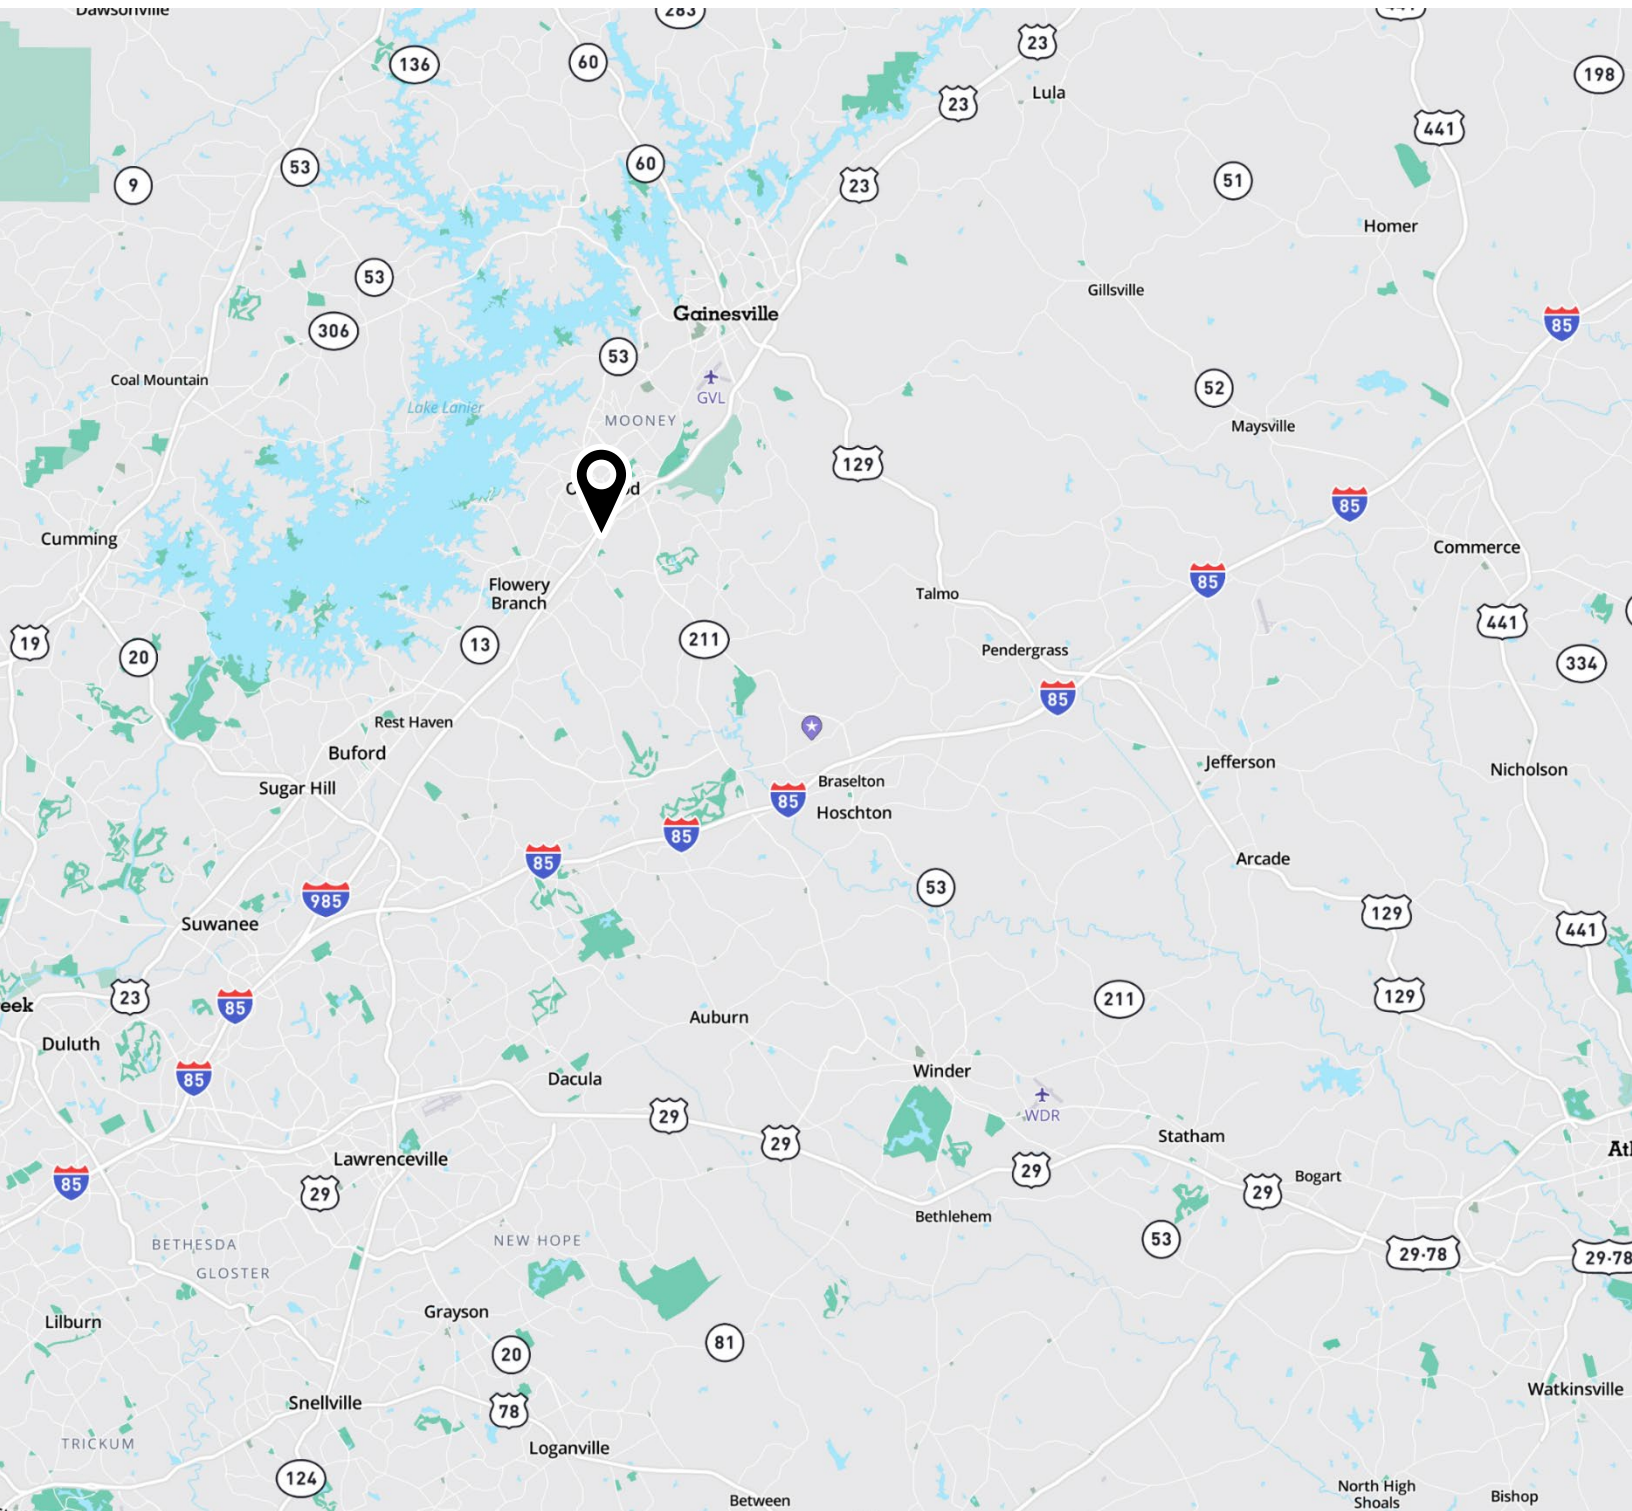 Dawsonville
283
441
23
136
60
198
Lula
23
441
53
60
9
23
51
Homer
53
Gillsville
Gainesville
85
306
53
Coal Mountain
GVL
52
Lake Lanier
MOONEY
Maysville
129
85
Cumming
Commerce
85
Flowery
Branch
Talmo
441
19
20
13
211
Pendergrass
334
85
Rest Haven
Buford
Jefferson
Nicholson
Sugar Hill
Braselton
85
Hoschton
85
85
Arcade
53
985
129
Suwanee
441
23
85
211
129
eek
Auburn
Duluth
Winder
85
Dacula
WDR
29
29
Statham
Lawrenceville
29
Bogart
85
29
29
Bethlehem
53
NEW HOPE
BETHESDA
29·78
29·78
GLOSTER
Grayson
Lilburn
81
20
Watkinsville
Snellville
78
TRICKUM
Loganville
124
North High
Shoals
Between
Bishop